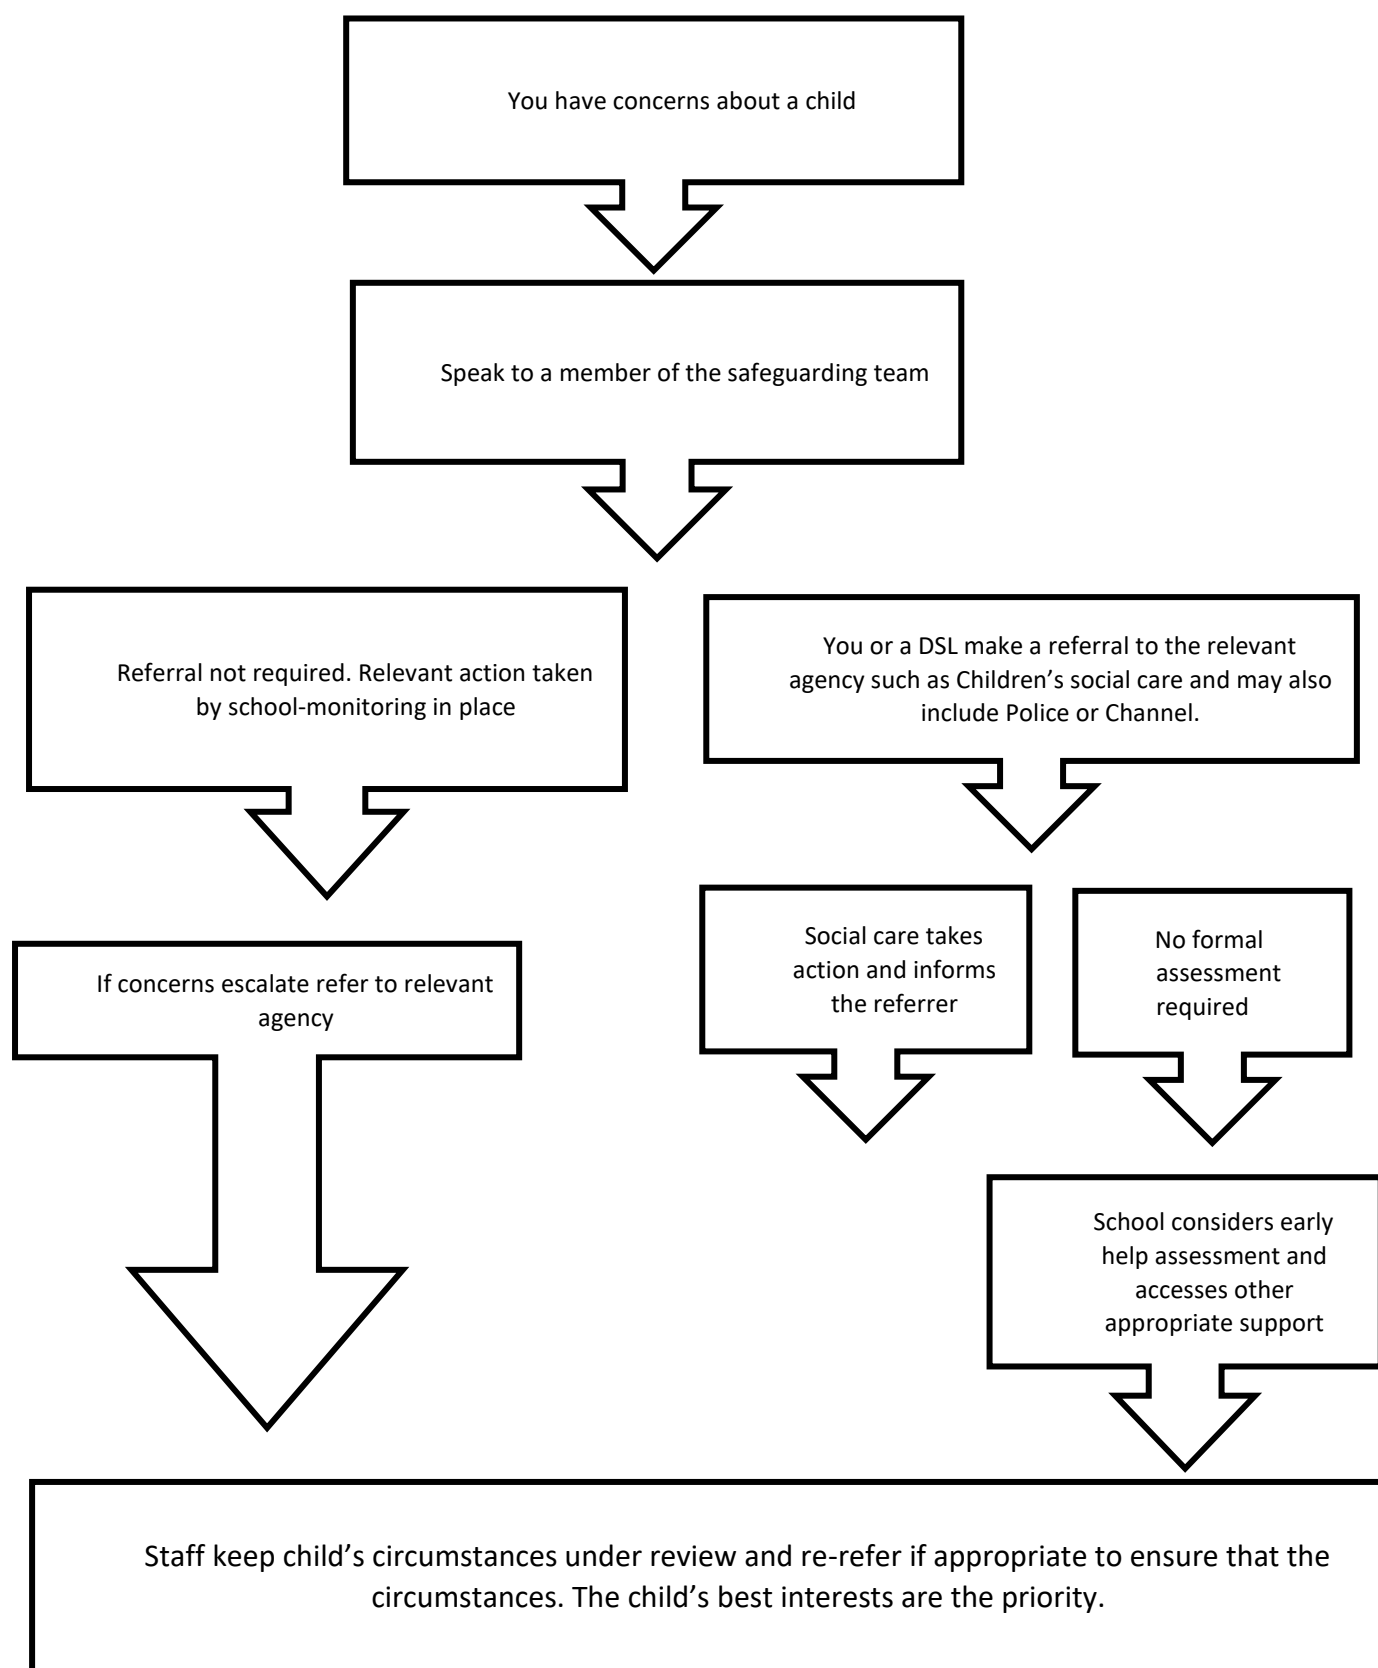 You have concerns about a child
Speak to a member of the safeguarding team
Referral not required. Relevant action taken
by school-monitoring in place
You or a DSL make a referral to the relevant
agency such as Children’s social care and may also
include Police or Channel.
If concerns escalate refer to relevant
agency
Social care takes
action and informs
the referrer
No formal
assessment
required
School considers early
help assessment and
accesses other
appropriate support
Staff keep child’s circumstances under review and re-refer if appropriate to ensure that the
circumstances. The child’s best interests are the priority.